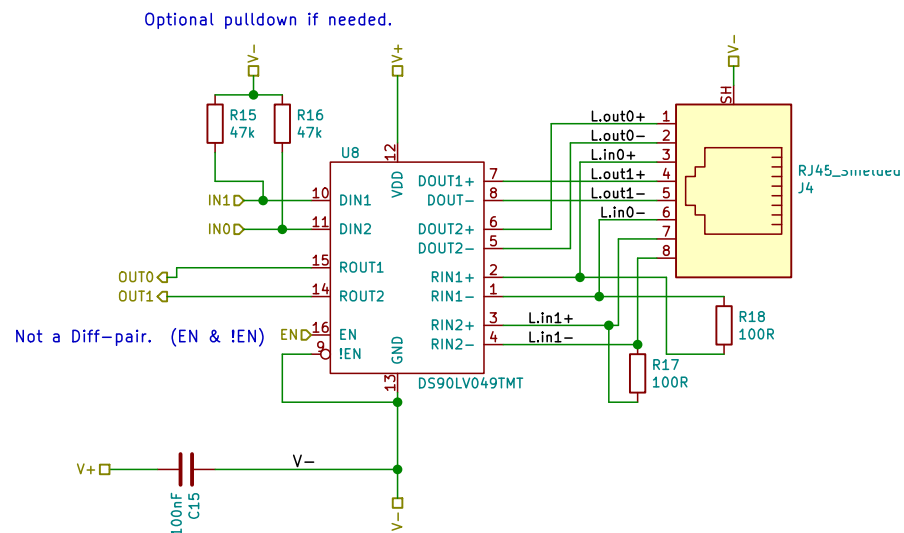 Optional pulldown if needed.
V-
V+
V-
R15
47k
R16
47k
SH
U8
12
VDD
L.out0+
1
L.out0-
2
L.in0+
3
L.out1+
4
L.out1-
5
L.in0-
6
7
8
RJ45_Shielded
J4
IN1
10
DIN1
IN0
11
DIN2
DOUT1+
7
DOUT-
8
DOUT2+
6
DOUT2-
5
OUT0
15
ROUT1
OUT1
14
ROUT2
RIN1+
2
RIN1-
1
RIN2+
3
L.in1+
RIN2-
4
L.in1-
R18
100R
R17
100R
Not a Diff-pair. (EN & !EN)
EN
16
EN
9
!EN
GND
13
DS90LV049TMT
V+
V-
100nF
C15
V-